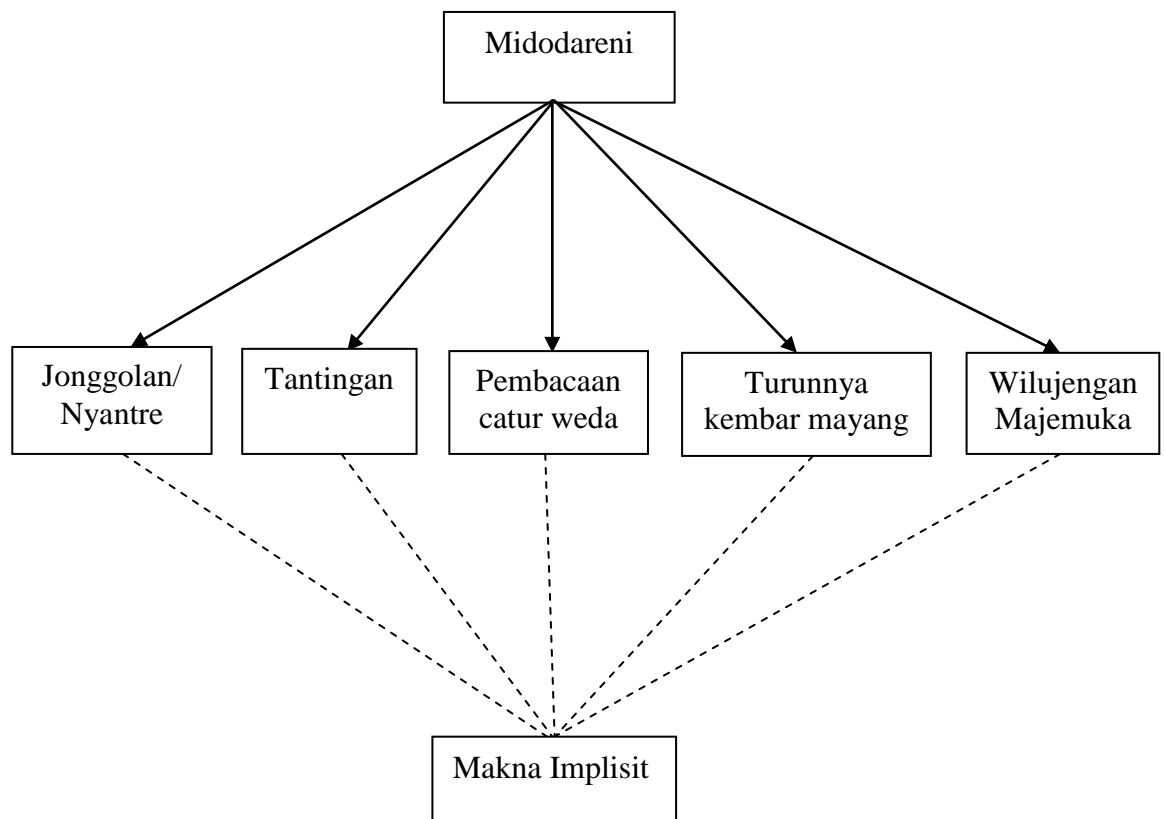 Midodareni
Jonggolan/
Nyantre
Tantingan
Pembacaan
catur weda
Turunnya
kembar mayang
Wilujengan
Majemuka
Makna Implisit